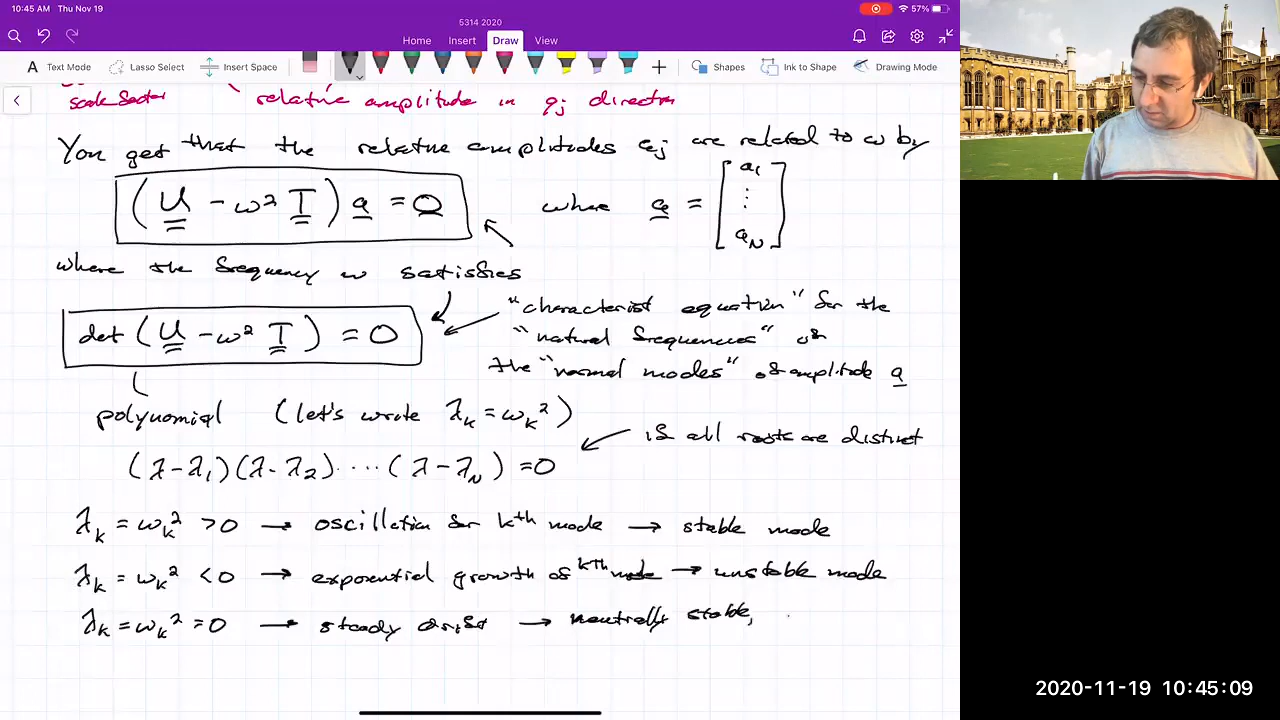 10:45 AM Thu Nov 19
57%
5314 2020
Home Insert Draw View
Text Mode Lasso Select Insert Space Shapes Ink to Shape Drawing Mode
scale factor relative amplitude in qj direction
You get that the relative amplitudes aj are related to ω by
(U - ω² T) a = 0 where a = [a1 ⋮ aN]
where the frequency ω satisfies
det (U - ω² T) = 0
"characterist equation" for the
"natural frequencies" of
the "normal modes" of amplitude a
polynomial (let's write λk = ωk²)
if all roots are distinct
(λ-λ1)(λ-λ2)····(λ-λN) = 0
λk = ωk² > 0 → oscillation for kth mode → stable mode
λk = ωk² < 0 → exponential growth of kth mode → unstable mode
λk = ωk² = 0 → steady drift → neutrally stable,
2020-11-19 10:45:09